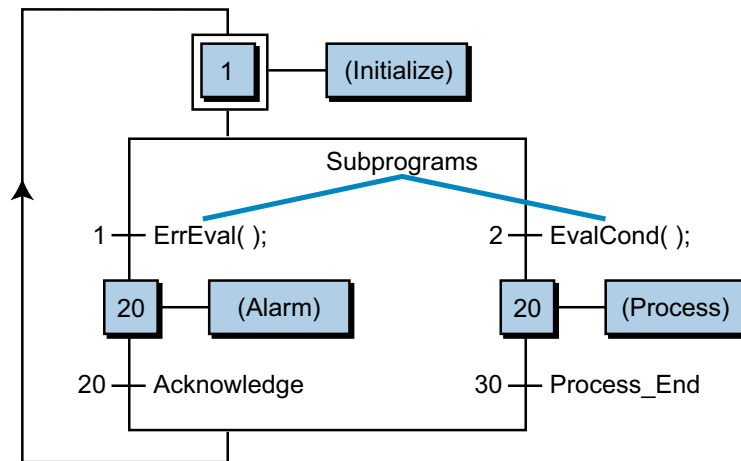 1
(Initialize)
Subprograms
1 ErrEval( );
2 EvalCond( );
20
(Alarm)
20
(Process)
20 Acknowledge
30 Process_End